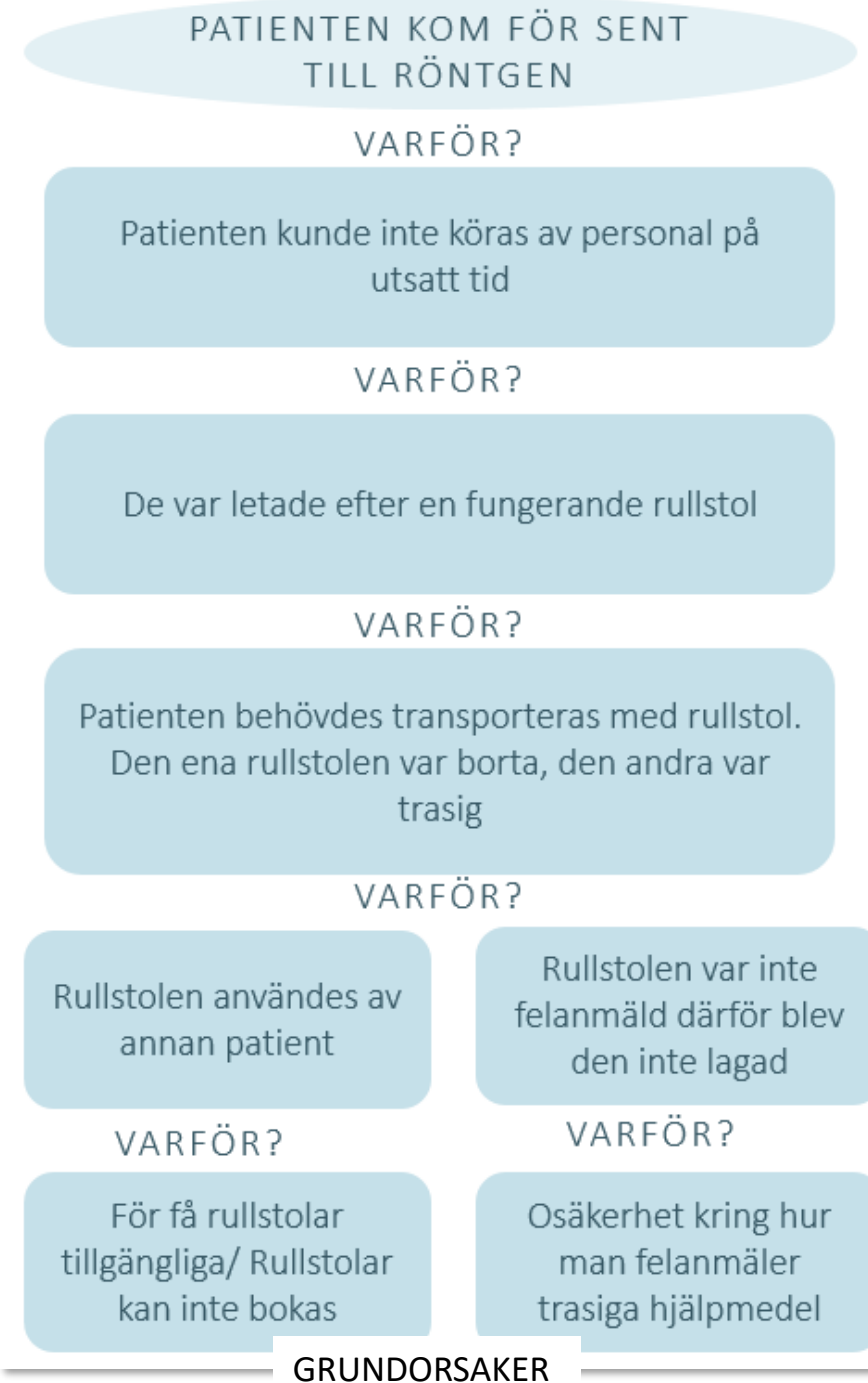 PATIENTEN KOM FÖR SENT
TILL RÖNTGEN
VARFÖR?
Patienten kunde inte köras av personal på
utsatt tid
VARFÖR?
De var letade efter en fungerande rullstol
VARFÖR?
Patienten behövdes transporteras med rullstol.
Den ena rullstolen var borta, den andra var
trasig
VARFÖR?
Rullstolen användes av
annan patient
VARFÖR?
För få rullstolar
tillgängliga/ Rullstolar
kan inte bokas
Rullstolen var inte
felanmäld därför blev
den inte lagad
VARFÖR?
Osäkerhet kring hur
man felanmäler
trasiga hjälpmedel
GRUNDORSAKER